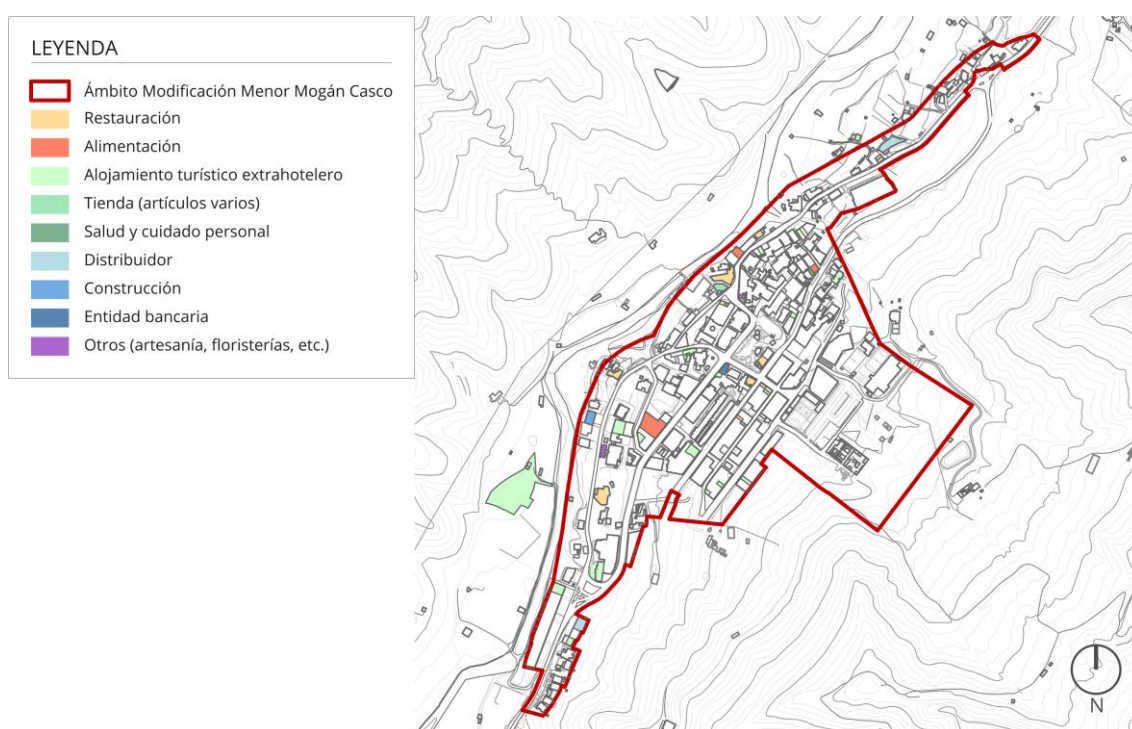 LEYENDA
Ámbito Modificación Menor Mogán Casco
Restauración
Alimentación
Alojamiento turístico extrahotelero
Tienda (artículos varios)
Salud y cuidado personal
Distribuidor
Construcción
Entidad bancaria
Otros (artesanía, floristerías, etc.)
N